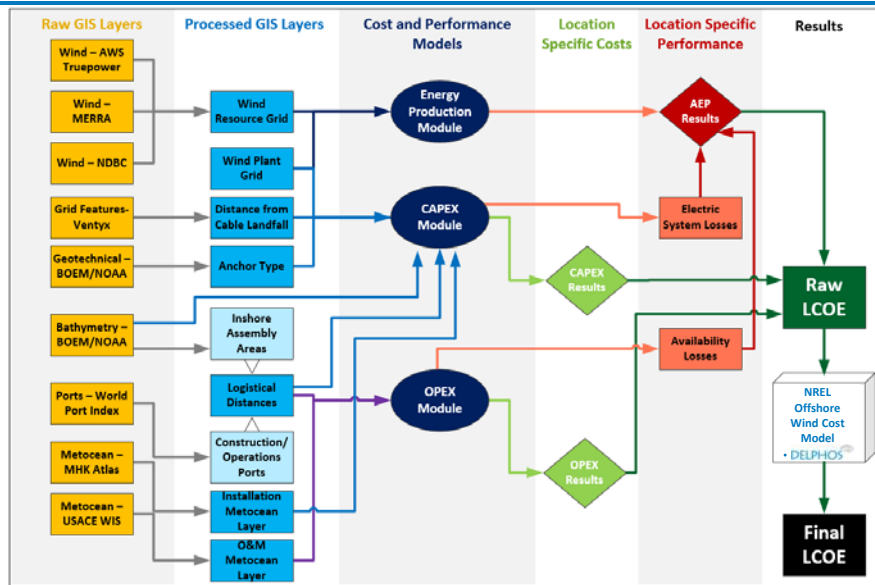 Raw GIS Layers
Processed GIS Layers
Cost and Performance
Models
Location
Specific Costs
Location Specific
Performance
Results
Wind – AWS
Truepower
Wind –
MERRA
Wind – NDBC
Grid Features-
Ventyx
Geotechnical –
BOEM/NOAA
Bathymetry –
BOEM/NOAA
Ports – World
Port Index
Metocean –
MHK Atlas
Metocean –
USACE WIS
Wind
Resource Grid
Wind Plant
Grid
Distance from
Cable Landfall
Anchor Type
Inshore
Assembly
Areas
Logistical
Distances
Construction/
Operations
Ports
Installation
Metocean
Layer
O&M
Metocean
Layer
Energy
Production
Module
CAPEX
Module
OPEX
Module
CAPEX
Results
OPEX
Results
AEP
Results
Electric
System Losses
Availability
Losses
Raw
LCOE
NREL
Offshore
Wind Cost
Model
• DELPHOS
Final
LCOE